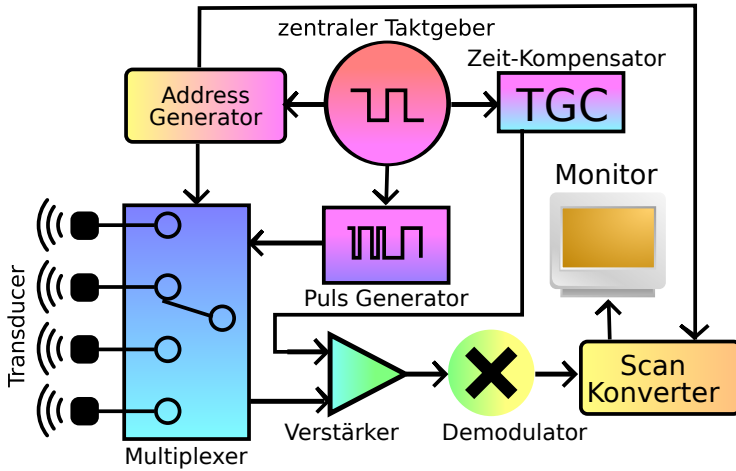 zentraler Taktgeber
Zeit-Kompensator
Address
Generator
TGC
Monitor
Puls Generator
Transducer
Scan
Konverter
Verstärker
Demodulator
Multiplexer